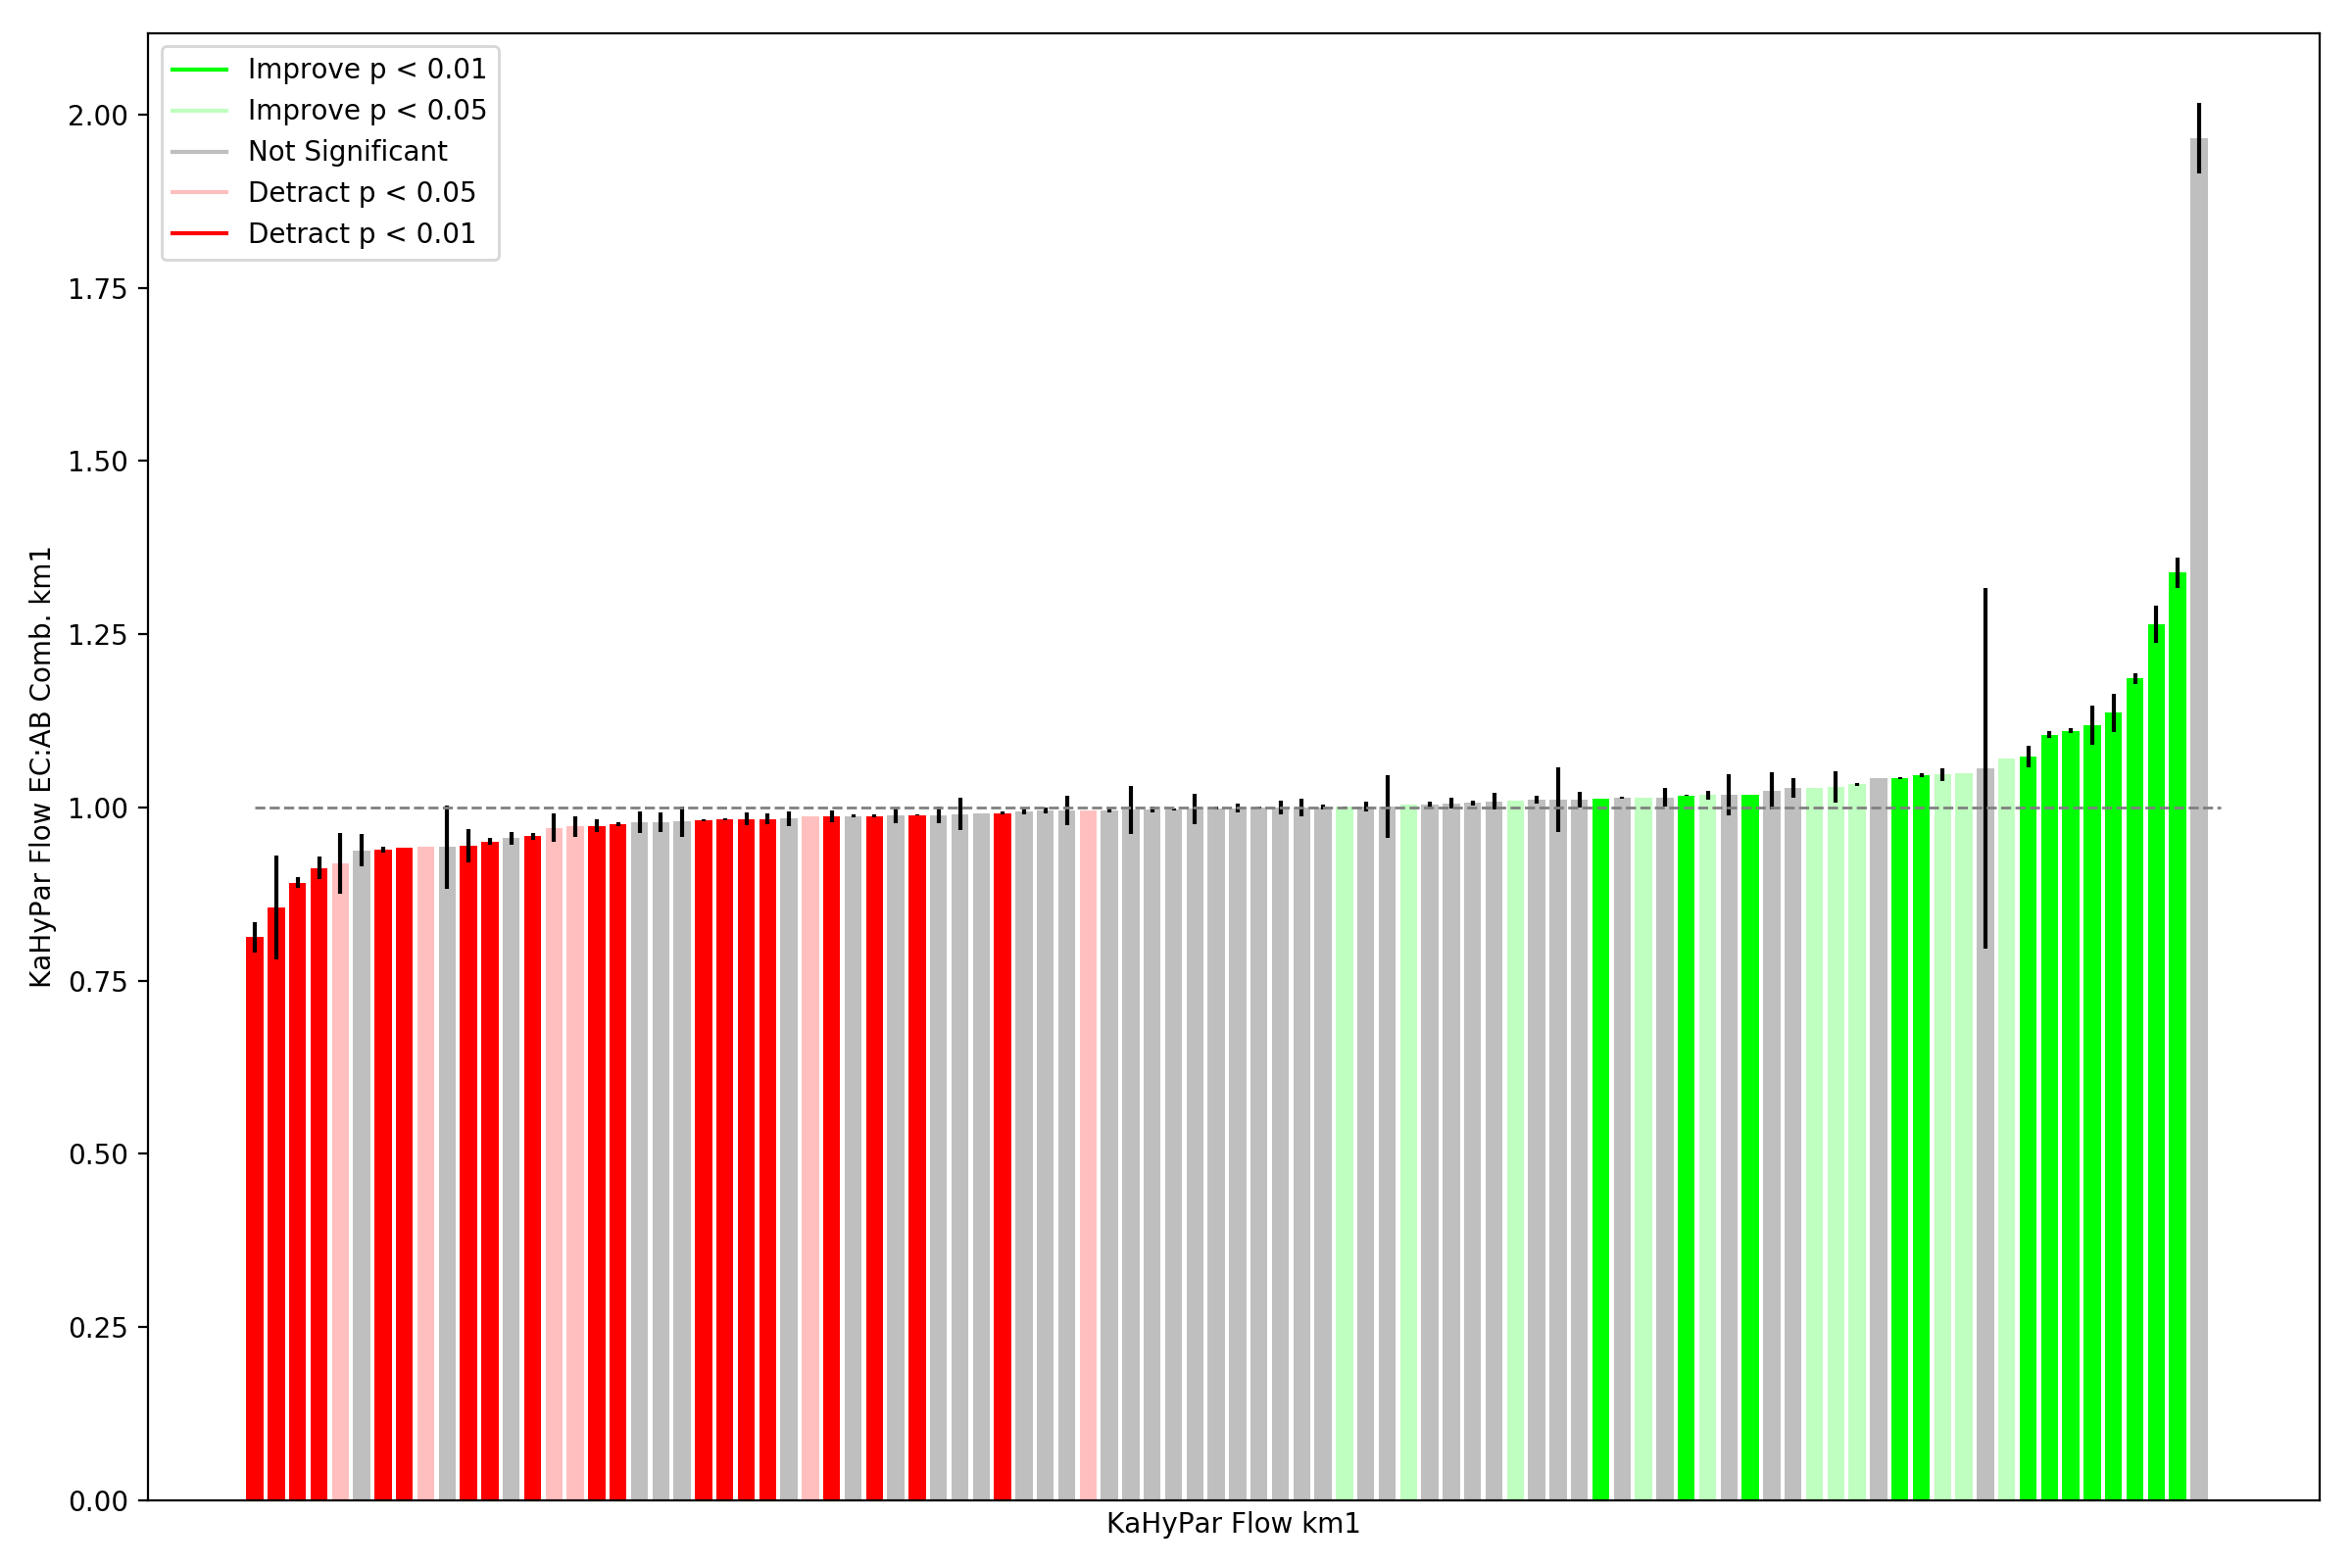 Improve p < 0.01
Improve p < 0.05
Not Significant
Detract p < 0.05
Detract p < 0.01
2.00
1.75
1.50
1.25
1.00
0.75
0.50
0.25
0.00
KaHyPar Flow EC:AB Comb. km1
KaHyPar Flow km1